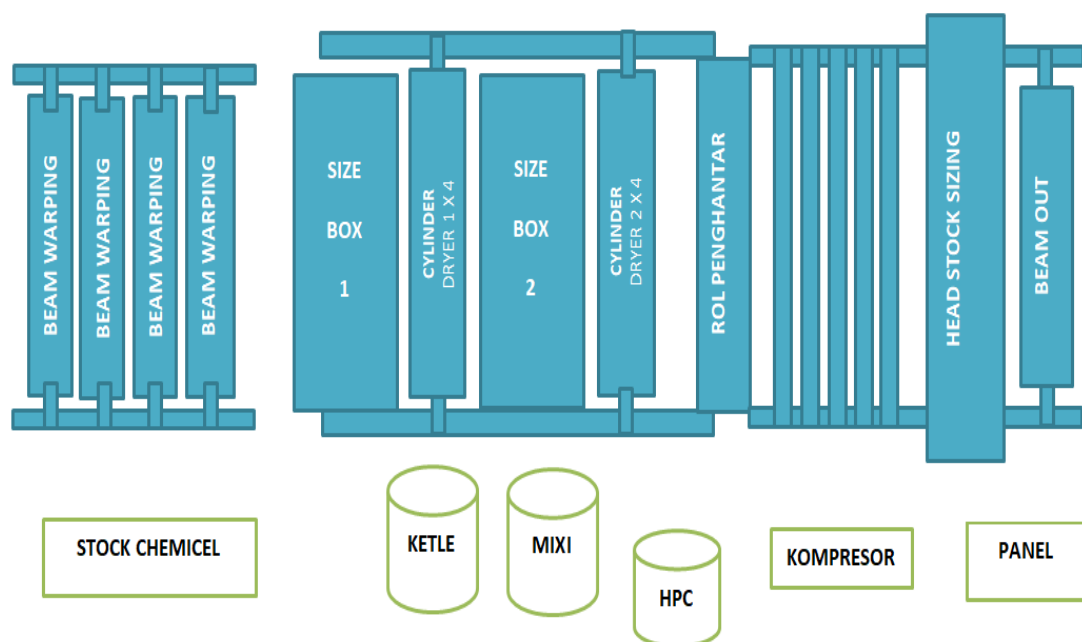 BEAM WARPING
BEAM WARPING
BEAM WARPING
BEAM WARPING
SIZE
BOX
1
CYLINDER
DRYER 1 X 4
SIZE
BOX
2
CYLINDER
DRYER 2 X 4
ROL PENGHANTAR
HEAD STOCK SIZING
BEAM OUT
STOCK CHEMICEL
KETLE
MIXI
HPC
KOMPRESOR
PANEL